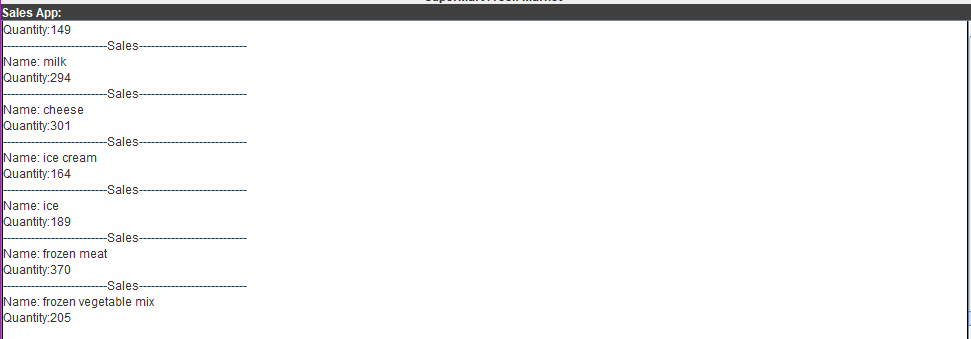 Sales App:
Quantity:149
--------------------------Sales---------------------------
Name: milk
Quantity:294
--------------------------Sales---------------------------
Name: cheese
Quantity:301
--------------------------Sales---------------------------
Name: ice cream
Quantity:164
--------------------------Sales---------------------------
Name: ice
Quantity:189
--------------------------Sales---------------------------
Name: frozen meat
Quantity:370
--------------------------Sales---------------------------
Name: frozen vegetable mix
Quantity:205